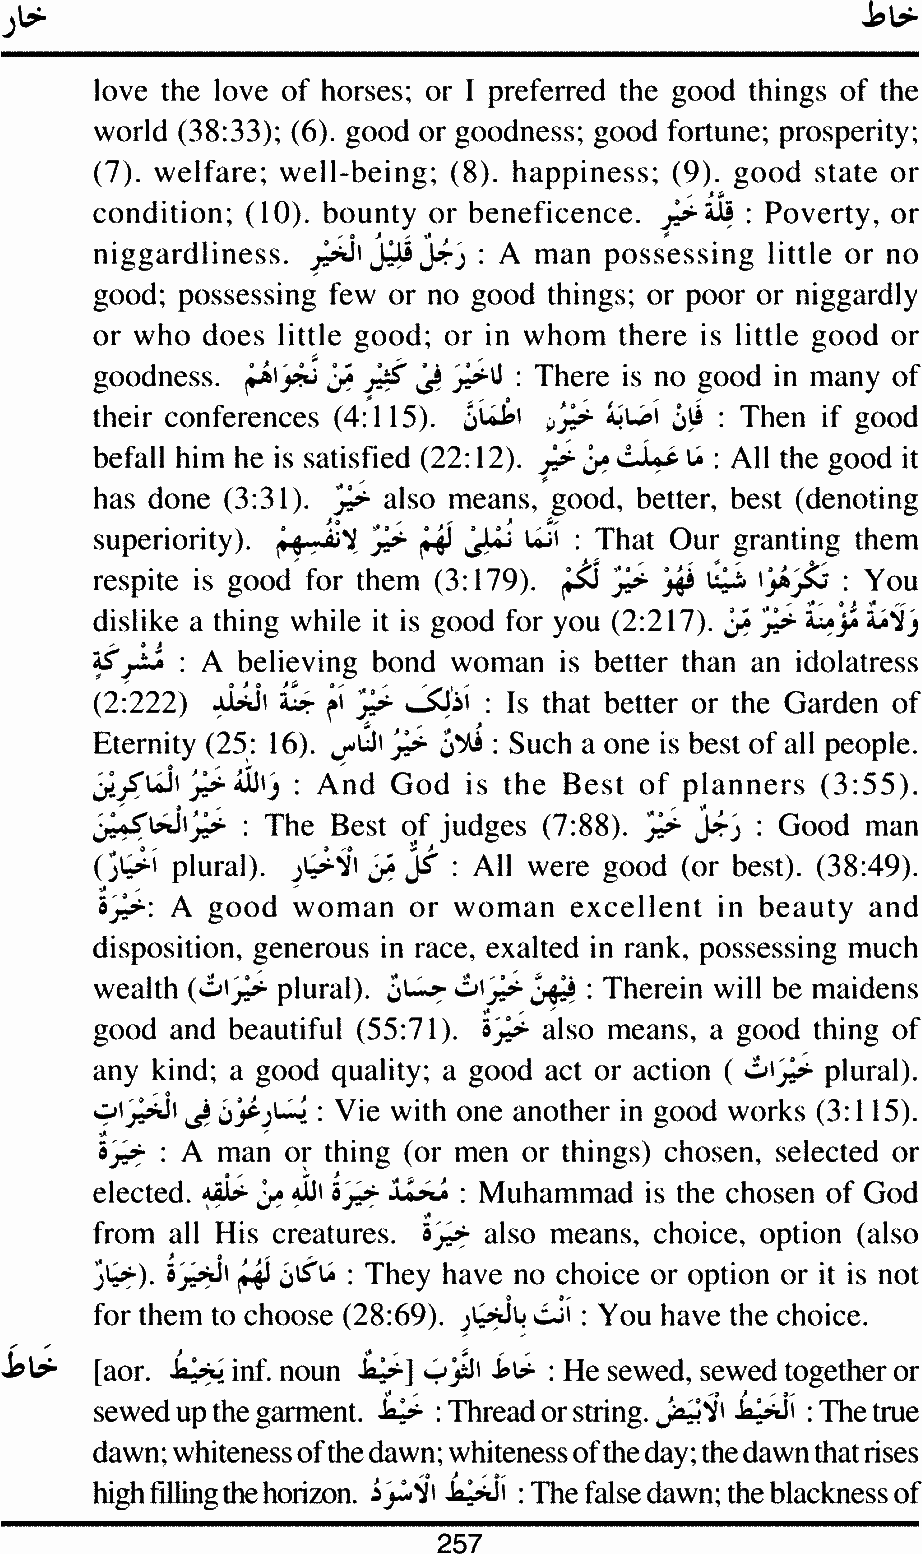 خار خاط
love the love of horses; or I preferred the good things of the
world (38:33); (6). good or goodness; good fortune; prosperity;
(7). welfare; well-being; (8). happiness; (9). good state or
condition; (10). bounty or beneficence. قِلَّةُ خَيْرٍ : Poverty, or
niggardliness. رَجُلٌ قَلِيْلُ الْخَيْرِ : A man possessing little or no
good; possessing few or no good things; or poor or niggardly
or who does little good; or in whom there is little good or
goodness. لَاخَيْرَ فِى كَثِيْرٍ مِّنْ نَجْوَاهُمْ : There is no good in many of
their conferences (4:115). فَاِنْ اَصَابَهُ خَيْرُنِ اطْمَاَنَّ : Then if good
befall him he is satisfied (22:12). مَا عَمِلَتْ مِنْ خَيْرٍ : All the good it
has done (3:31). خَيْرٌ also means, good, better, best (denoting
superiority). اَنَّمَا نُمْلِىْ لَهُمْ خَيْرٌ لِاَنْفُسِهِمْ : That Our granting them
respite is good for them (3:179). تَكْرَهُوْا شَيْئًا فَهُوَ خَيْرٌ لَكُمْ : You
dislike a thing while it is good for you (2:217). وَلَاَمَةٌ مُؤْمِنَةٌ خَيْرٌ مِّنْ
مُّشْرِكَةٍ : A believing bond woman is better than an idolatress
(2:222) اَذٰلِكَ خَيْرٌ اَمْ جَنَّةُ الْخُلْدِ : Is that better or the Garden of
Eternity (25: 16). فُلَانٌ خَيْرُ النَّاسِ : Such a one is best of all people.
وَاللّٰهُ خَيْرُ الْمَاكِرِيْنَ : And God is the Best of planners (3:55).
خَيْرُالْحَاكِمِيْنَ : The Best of judges (7:88). رَجُلٌ خَيْرٌ : Good man
(اَخْيَارٌ plural). كُلٌّ مِّنَ الْاَخْيَارِ : All were good (or best). (38:49).
خَيْرَةٌ: A good woman or woman excellent in beauty and
disposition, generous in race, exalted in rank, possessing much
wealth (خَيْرَاتٌ plural). فِيْهِنَّ خَيْرَاتٌ حِسَانٌ : Therein will be maidens
good and beautiful (55:71). خَيْرَةٌ also means, a good thing of
any kind; a good quality; a good act or action ( خَيْرَاتٌ plural).
يُسَارِعُوْنَ فِى الْخَيْرَاتِ : Vie with one another in good works (3:115).
خِيَرَةٌ : A man or thing (or men or things) chosen, selected or
elected. مُحَمَّدٌ خِيَرَةُ اللّٰهِ مِنْ خَلْقِهِ : Muhammad is the chosen of God
from all His creatures. خِيَرَةٌ also means, choice, option (also
خِيَارٌ). مَاكَانَ لَهُمُ الْخِيَرَةُ : They have no choice or option or it is not
for them to choose (28:69). اَنْتَ بِالْخِيَارِ : You have the choice.
خَاطَ [aor. يَخِيْطُ inf. noun خَيْطٌ] خَاطَ الثَّوْبَ : He sewed, sewed together or
sewed up the garment. خَيْطٌ : Thread or string. اَلْخَيْطُ الْاَبْيَضُ : The true
dawn; whiteness of the dawn; whiteness of the day; the dawn that rises
high filling the horizon. اَلْخَيْطُ الْاَسْوَدُ : The false dawn; the blackness of
257